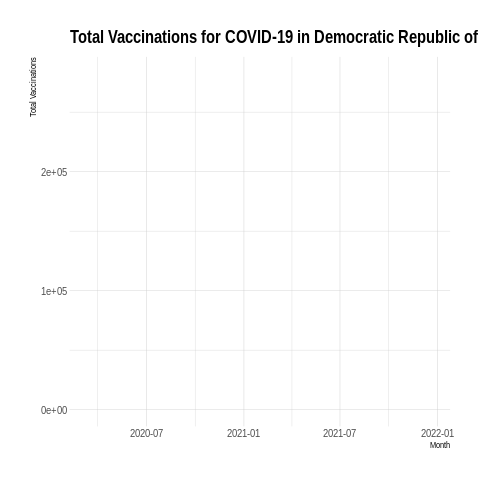 Total Vaccinations for COVID-19 in Democratic Republic of
Total Vaccinations
2e+05
1e+05
0e+00
2020-07 2021-01 2021-07 2022-01
Month